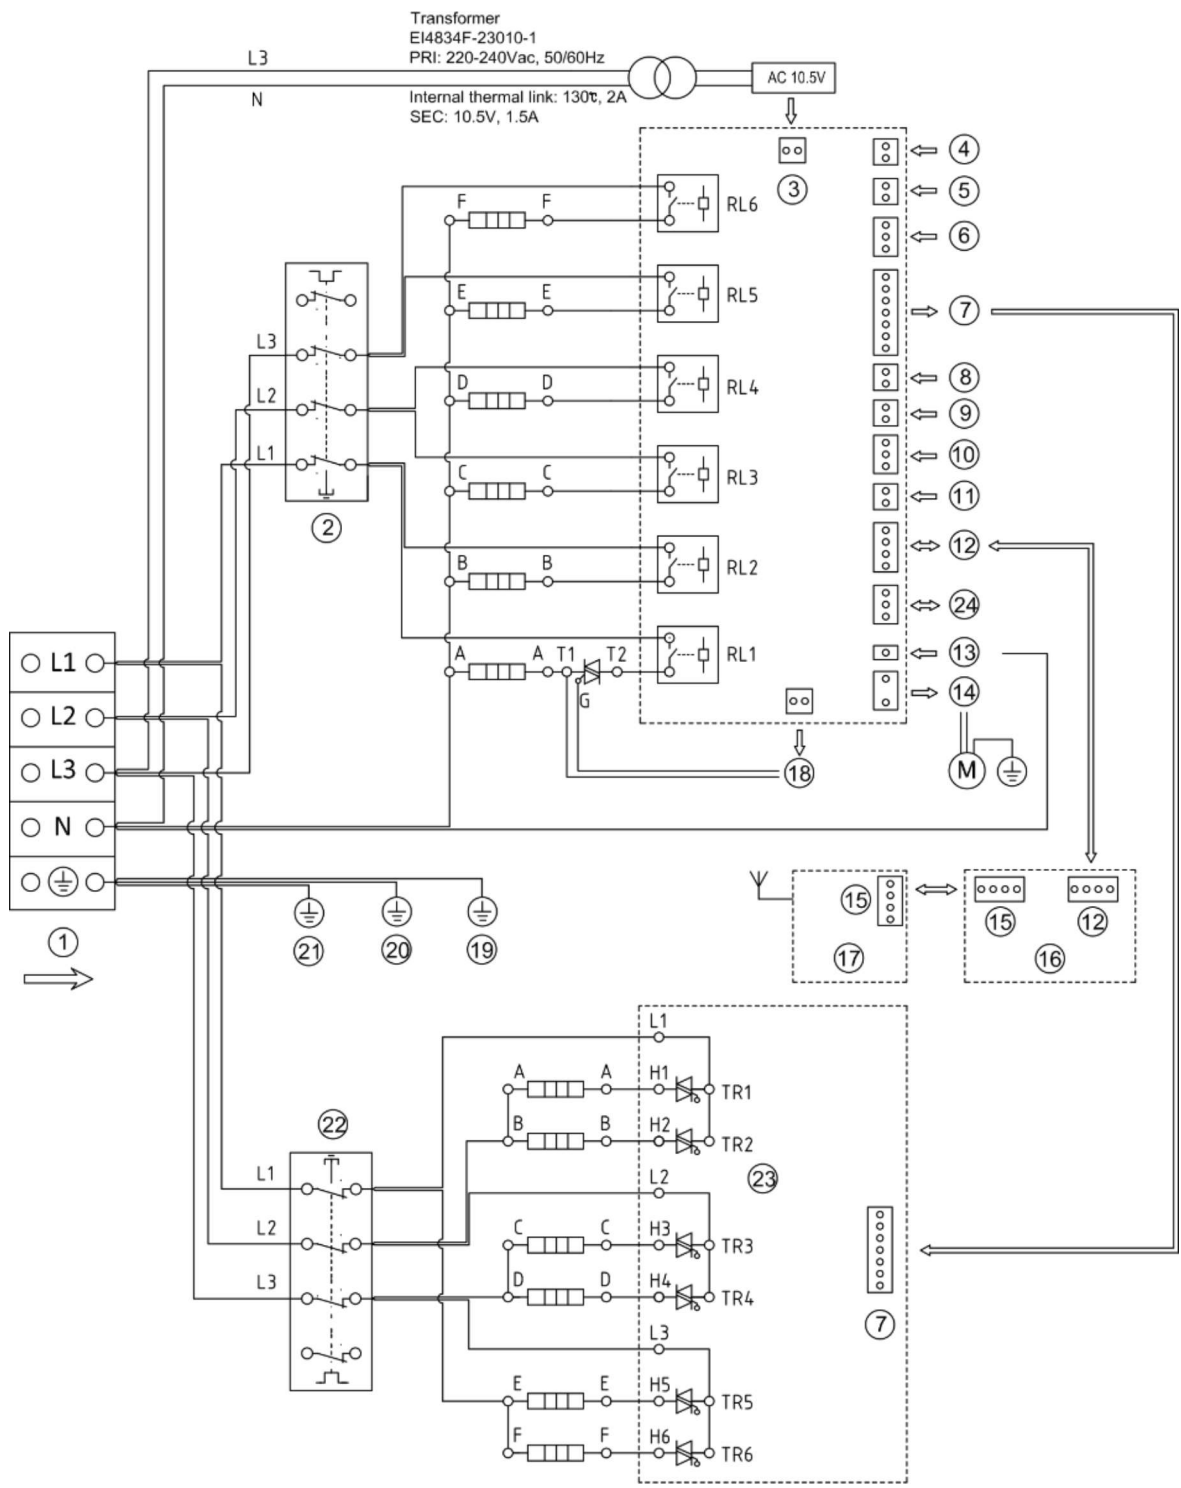 Transformer
EI4834F-23010-1
PRI: 220-240Vac, 50/60Hz
L3
N
Internal thermal link: 130℃, 2A
SEC: 10.5V, 1.5A
AC 10.5V
3
4
5
6
7
8
9
10
11
12
24
13
14
M
F F RL6
E E RL5
D D RL4
C C RL3
B B RL2
A A T1 T2 RL1
G
18
L3
L2
L1
2
L1
L2
L3
N
1
21
20
19
15
17
15
12
16
22
L1
L2
L3
L1
A A H1 TR1
B B H2 TR2
23
L2
C C H3 TR3
D D H4 TR4
7
L3
E E H5 TR5
F F H6 TR6